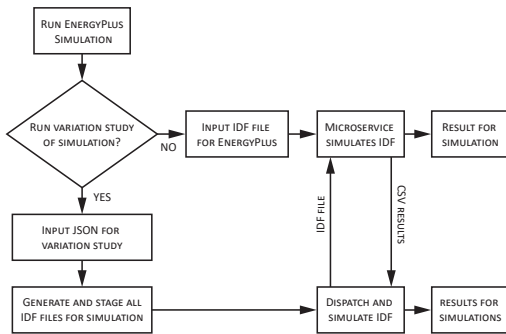 Run EnergyPlus
Simulation
Run variation study
of simulation?
NO
Input IDF file
for EnergyPlus
Microservice
simulates IDF
Result for
simulation
YES
Input JSON for
variation study
IDF file
CSV results
Generate and stage all
IDF files for simulation
Dispatch and
simulate IDF
results for
simulations